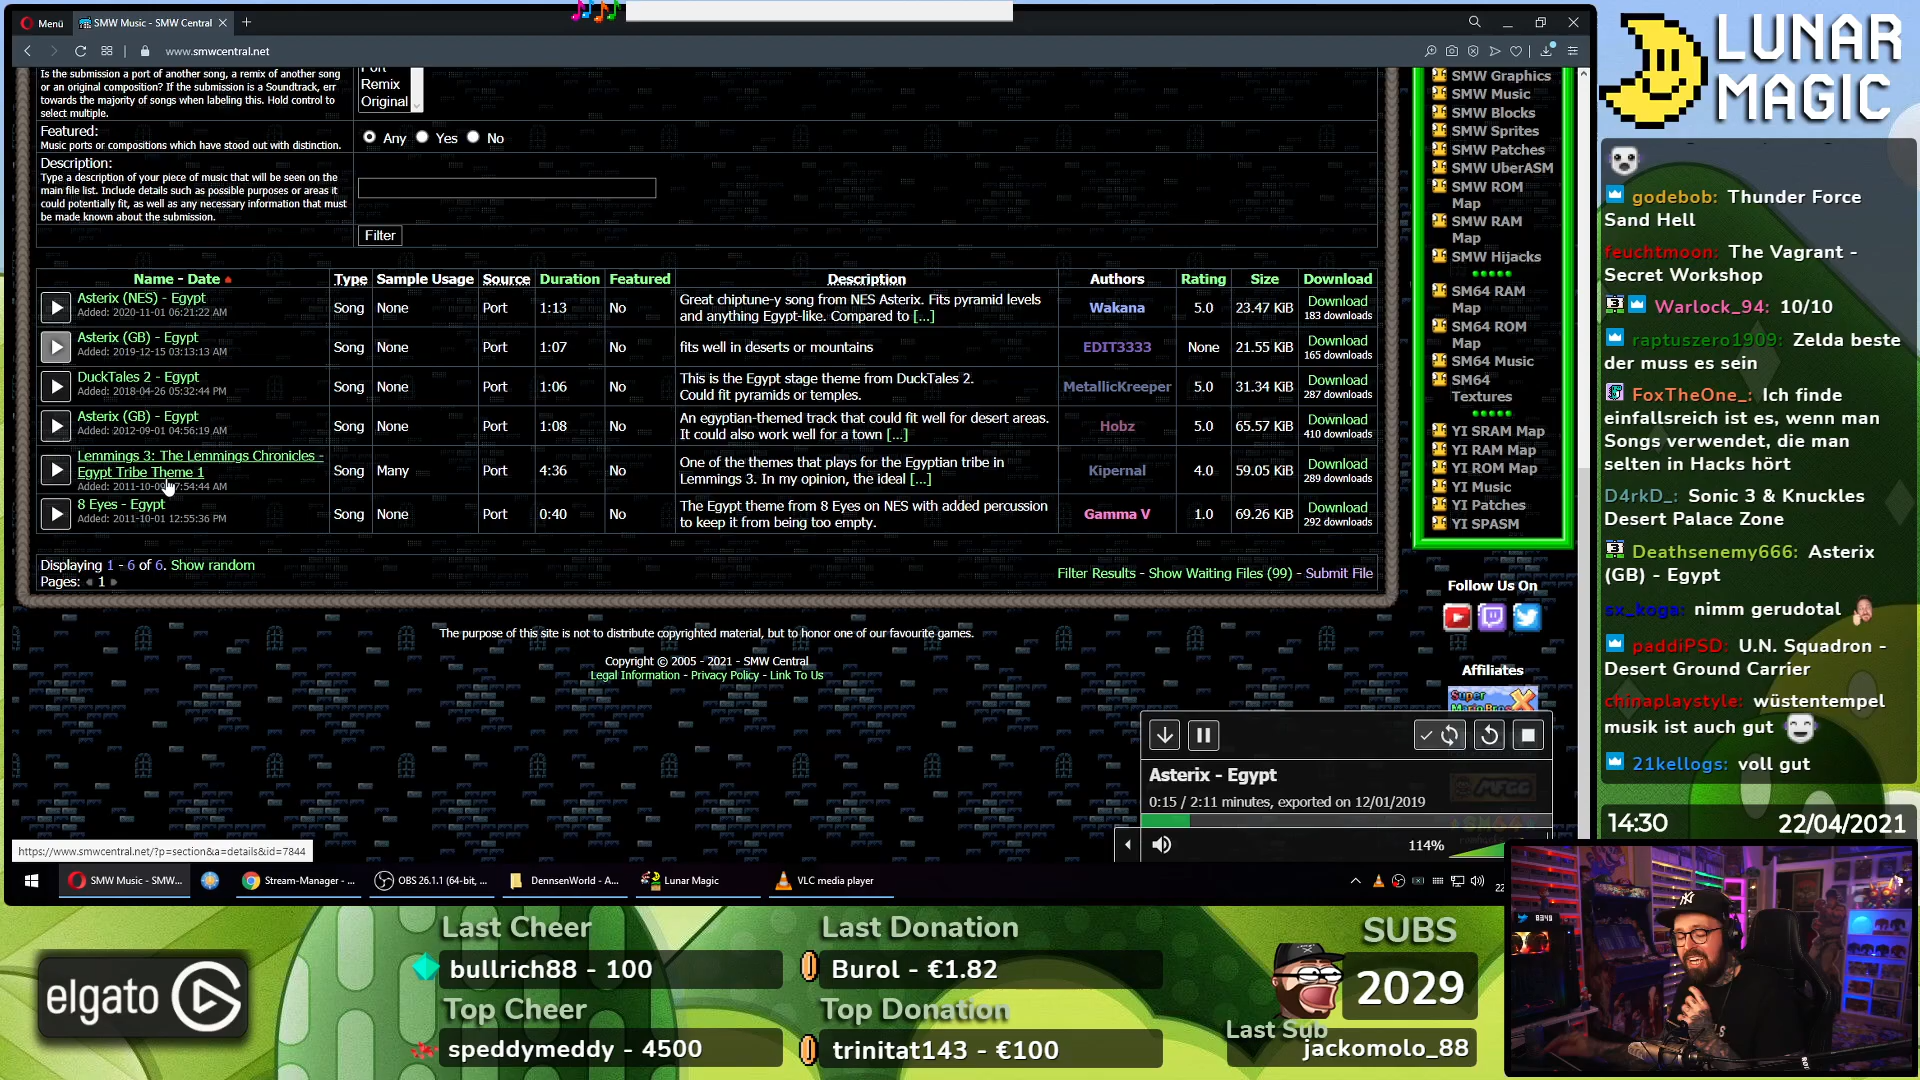 Menü
SMW Music - SMW Central
www.smwcentral.net
Is the submission a port of another song, a remix of another song
or an original composition? If the submission is a Soundtrack, err
towards the majority of songs when labeling this. Hold control to
select multiple.
Port
Remix
Original
Featured:
Music ports or compositions which have stood out with distinction.
Any Yes No
Description:
Type a description of your piece of music that will be seen on the
main file list. Include details such as possible purposes or areas it
could potentially fit, as well as any necessary information that must
be made known about the submission.
Filter
Name - Date Type Sample Usage Source Duration Featured Description Authors Rating Size Download
Asterix (NES) - Egypt
Added: 2020-11-01 06:21:22 AM
Song None Port 1:13 No
Great chiptune-y song from NES Asterix. Fits pyramid levels
and anything Egypt-like. Compared to [...]
Wakana 5.0 23.47 KiB
Download
183 downloads
Asterix (GB) - Egypt
Added: 2019-12-15 03:13:13 AM
Song None Port 1:07 No
fits well in deserts or mountains
EDIT3333 None 21.55 KiB
Download
165 downloads
DuckTales 2 - Egypt
Added: 2018-04-26 05:32:44 PM
Song None Port 1:06 No
This is the Egypt stage theme from DuckTales 2.
Could fit pyramids or temples.
MetallicKreeper 5.0 31.34 KiB
Download
287 downloads
Asterix (GB) - Egypt
Added: 2012-09-01 04:56:19 AM
Song None Port 1:08 No
An egyptian-themed track that could fit well for desert areas.
It could also work well for a town [...]
Hobz 5.0 65.57 KiB
Download
410 downloads
Lemmings 3: The Lemmings Chronicles -
Egypt Tribe Theme 1
Added: 2011-10-09 7:54:44 AM
Song Many Port 4:36 No
One of the themes that plays for the Egyptian tribe in
Lemmings 3. In my opinion, the ideal [...]
Kipernal 4.0 59.05 KiB
Download
289 downloads
8 Eyes - Egypt
Added: 2011-10-01 12:55:36 PM
Song None Port 0:40 No
The Egypt theme from 8 Eyes on NES with added percussion
to keep it from being too empty.
Gamma V 1.0 69.26 KiB
Download
292 downloads
Displaying 1 - 6 of 6. Show random
Pages: 1
Filter Results - Show Waiting Files (99) - Submit File
The purpose of this site is not to distribute copyrighted material, but to honor one of our favourite games.
Copyright © 2005 - 2021 - SMW Central
Legal Information - Privacy Policy - Link To Us
SMW Graphics
SMW Music
SMW Blocks
SMW Sprites
SMW Patches
SMW UberASM
SMW ROM
Map
SMW RAM
Map
SMW Hijacks
SM64 RAM
Map
SM64 ROM
Map
SM64 Music
SM64
Textures
YI SRAM Map
YI RAM Map
YI ROM Map
YI Music
YI Patches
YI SPASM
Follow Us On
Affiliates
Super
Mario Bros X
Asterix - Egypt
MFGG
0:15 / 2:11 minutes, exported on 12/01/2019
114%
https://www.smwcentral.net/?p=section&a=details&id=7844
SMW Music - SMW...
Stream-Manager - ...
OBS 26.1.1 (64-bit, ...
DennsenWorld - A...
Lunar Magic
VLC media player
LUNAR
MAGIC
godebob: Thunder Force
Sand Hell
feuchtmoon: The Vagrant -
Secret Workshop
Warlock_94: 10/10
raptuszero1909: Zelda beste
der muss es sein
FoxTheOne_: Ich finde
einfallsreich ist es, wenn man
Songs verwendet, die man
selten in Hacks hört
D4rkD_: Sonic 3 & Knuckles
Desert Palace Zone
Deathsenemy666: Asterix
(GB) - Egypt
sx_koga: nimm gerudotal
paddiPSD: U.N. Squadron -
Desert Ground Carrier
chinaplaystyle: wüstentempel
musik ist auch gut
21kellogs: voll gut
14:30 22/04/2021
elgato
Last Cheer
bullrich88 - 100
Top Cheer
speddymeddy - 4500
Last Donation
Burol - €1.82
Top Donation
trinitat143 - €100
SUBS
2029
Last Sub
jackomolo_88